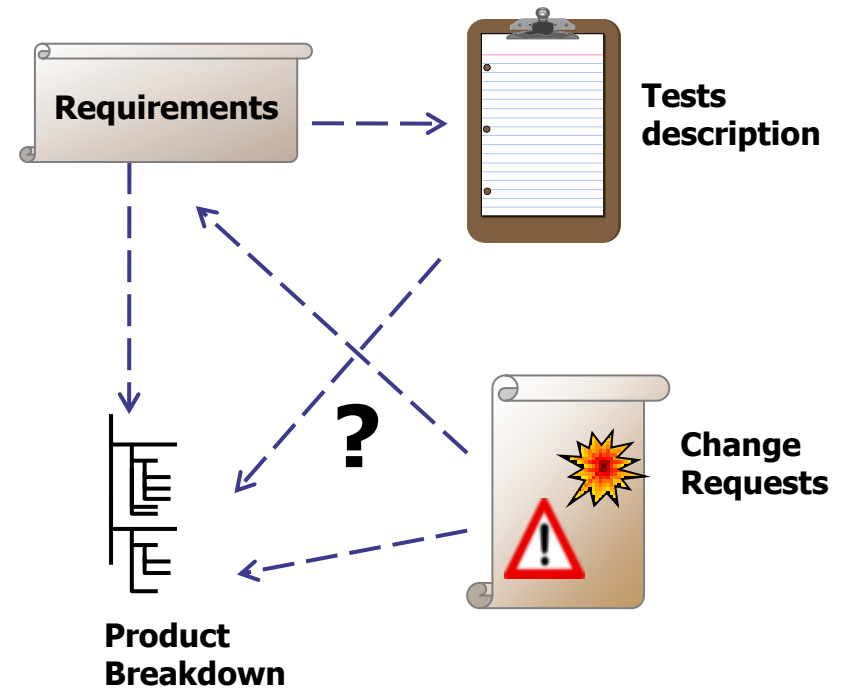 Requirements
Tests
description
?
Change
Requests
!
Product
Breakdown